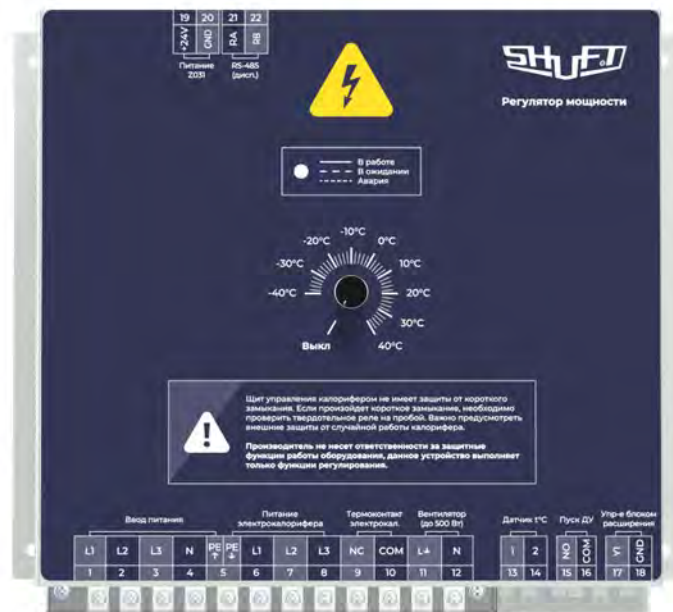 19 20 21 22
+24V GND RA RB
Питание Z031
RS-485 (дисп.)
SHUFT
Регулятор мощности
В работе
В ожидании
Авария
-10°C
-20°C 0°C
-30°C 10°C
-40°C 20°C
30°C
Выкл 40°C
Щит управления калорифером не имеет защиты от короткого
замыкания. Если произойдет короткое замыкание, необходимо
проверить твердотельное реле на пробой. Важно предусмотреть
внешние защиты от случайной работы калорифера.
Производитель не несет ответственности за защитные
функции работы оборудования, данное устройство выполняет
только функции регулирования.
Ввод питания
Питание электрокалорифера
Термоконтакт электрокал.
Вентилятор (до 500 Вт)
Датчик t°C
Пуск ДУ
Упр-е блоком расширения
L1 L2 L3 N PE PE L1 L2 L3 NC COM L N 1 2 NO COM Y1 GND
1 2 3 4 5 6 7 8 9 10 11 12 13 14 15 16 17 18